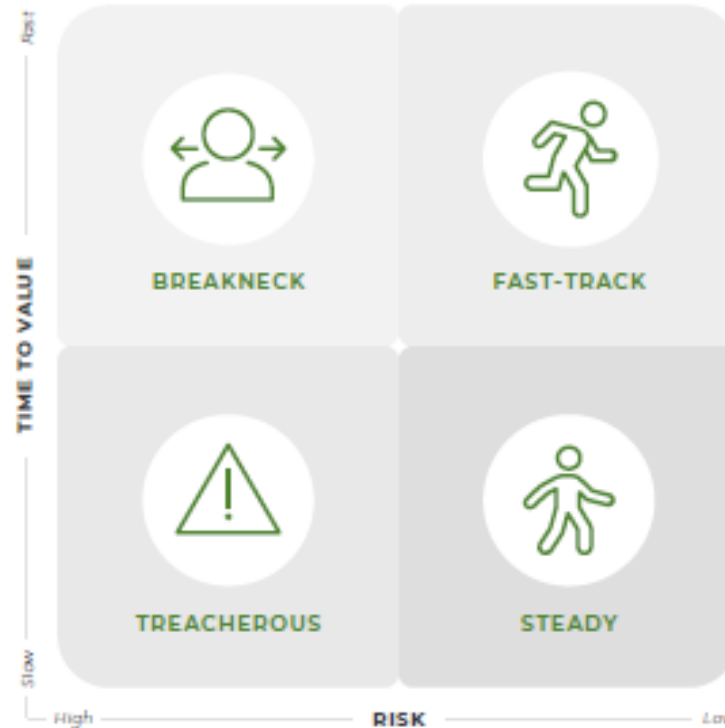 Fast
BREAKNECK
FAST-TRACK
TIME TO VALUE
TREACHEROUS
STEADY
Slow
High
RISK